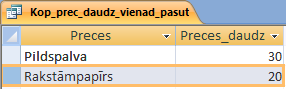 Kop_prec_daudz_vienad_pasut
Preces Preces_daudz
Pildspalva 30
Rakstāmpapīrs 20